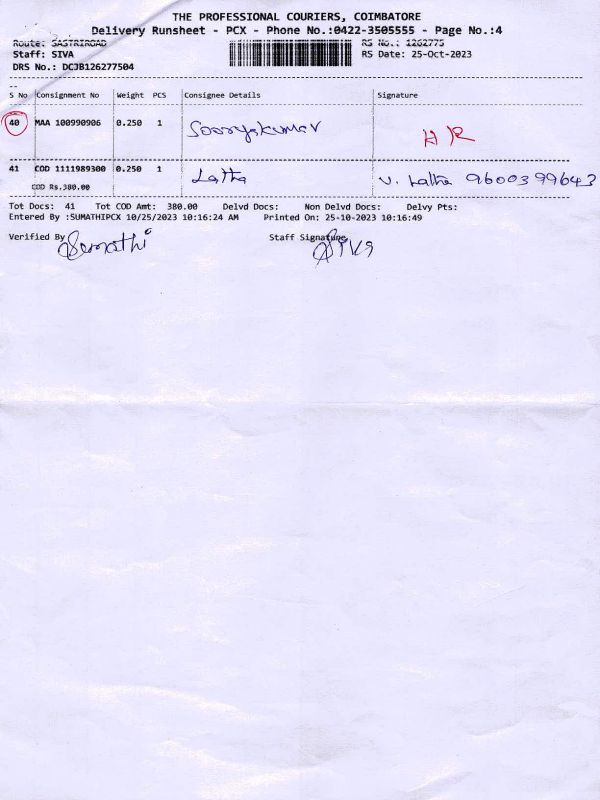 THE PROFESSIONAL COURIERS, COIMBATORE
Delivery Runsheet - PCX - Phone No.:0422-3505555 - Page No.:4
Route: SASTRIROAD RS No.: 1262775
Staff: SIVA RS Date: 25-Oct-2023
DRS No.: DCJB126277504
S No Consignment No Weight PCS Consignee Details Signature
40 MAA 100990906 0.250 1 Sooryakumar H R
41 COD 1111989300 0.250 1 Latha V. Latha 9600399643
COD Rs.380.00
Tot Docs: 41 Tot COD Amt: 380.00 Delvd Docs: Non Delvd Docs: Delvy Pts:
Entered By :SUMATHIPCX 10/25/2023 10:16:24 AM Printed On: 25-10-2023 10:16:49
Verified By Sumathi Staff Signature Siva